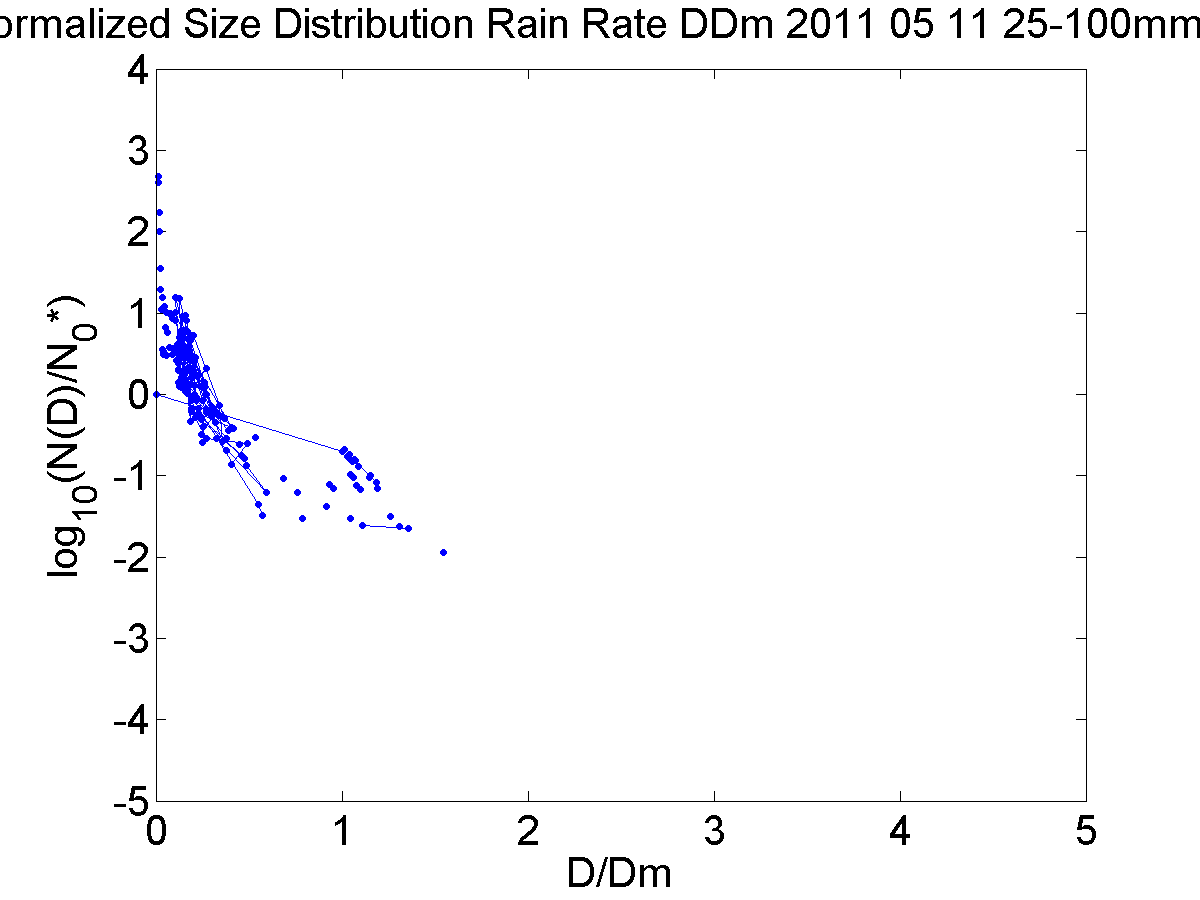 ormalized Size Distribution Rain Rate DDm 2011 05 11 25-100mm
4
3
2
1
0
-1
-2
-3
-4
-5
log10(N(D)/N0*)
0 1 2 3 4 5
D/Dm